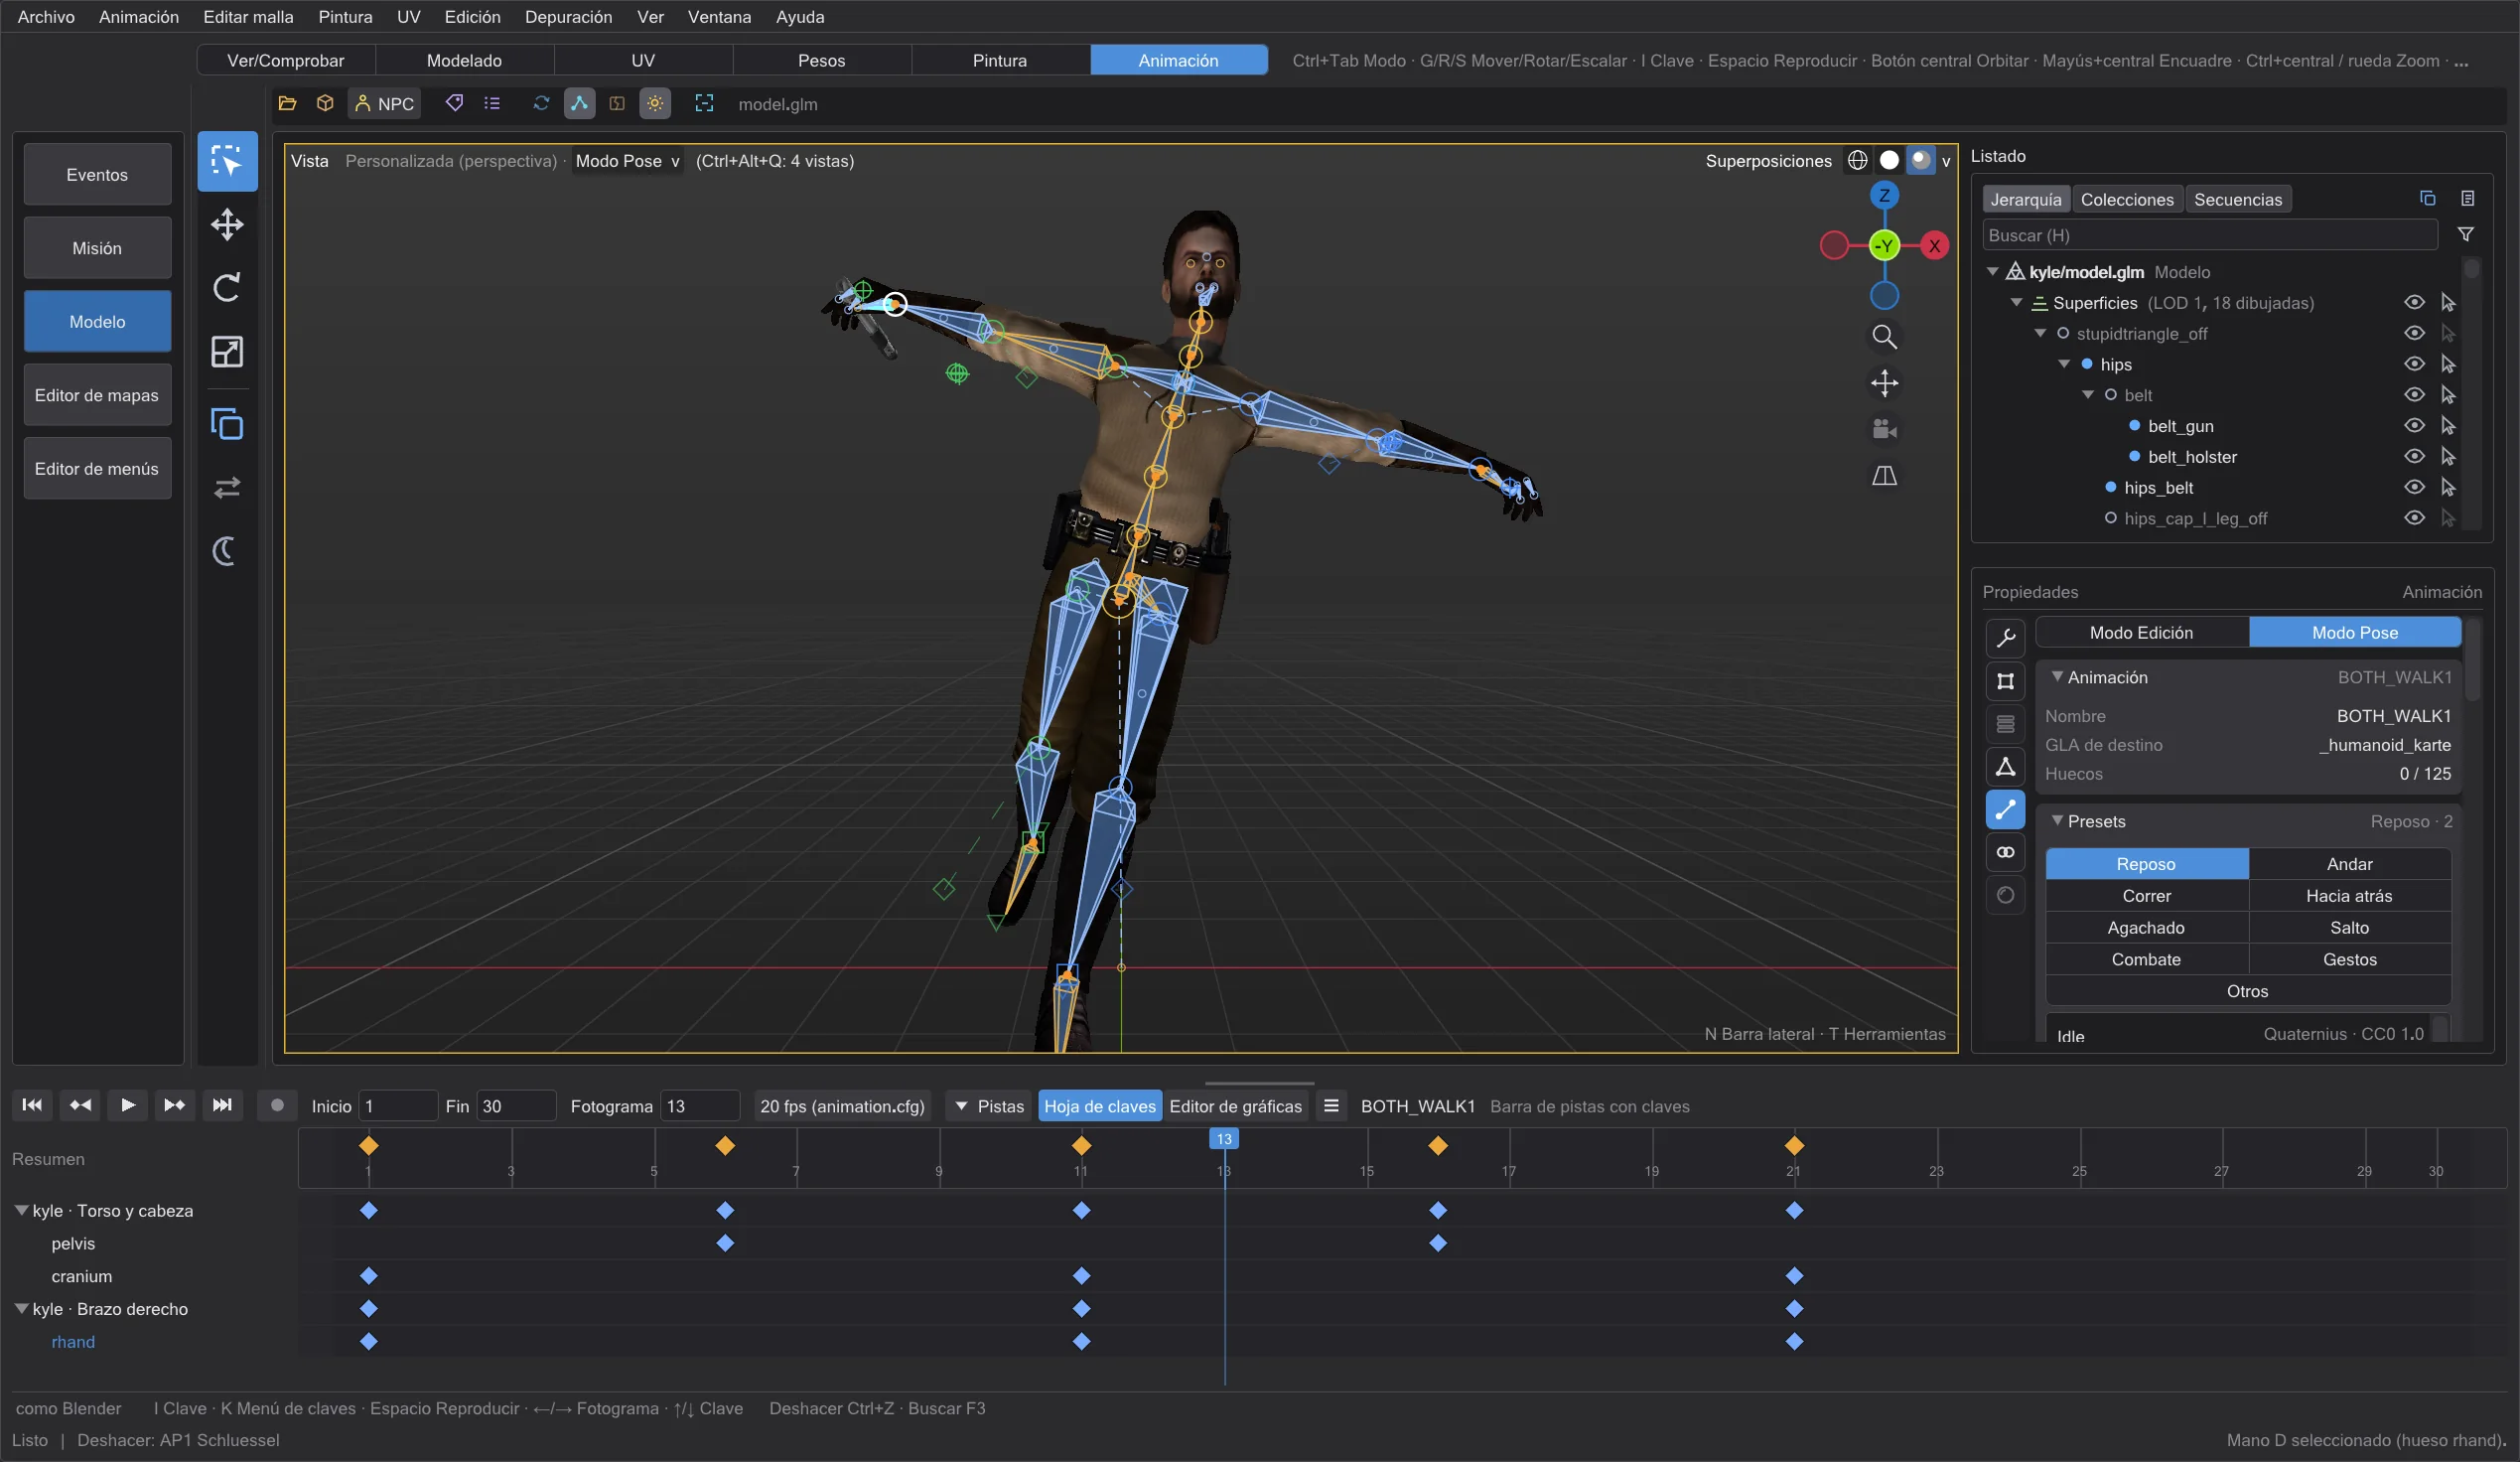 Archivo Animación Editar malla Pintura UV Edición Depuración Ver Ventana Ayuda
Ver/Comprobar Modelado UV Pesos Pintura Animación Ctrl+Tab Modo · G/R/S Mover/Rotar/Escalar · I Clave · Espacio Reproducir · Botón central Orbitar · Mayús+central Encuadre · Ctrl+central / rueda Zoom · ...
NPC model.glm
Eventos
Misión
Modelo
Editor de mapas
Editor de menús
Vista Personalizada (perspectiva) · Modo Pose v (Ctrl+Alt+Q: 4 vistas) Superposiciones v
Z
-Y X
N Barra lateral · T Herramientas
Listado
Jerarquía Colecciones Secuencias
Buscar (H)
kyle/model.glm Modelo
Superficies (LOD 1, 18 dibujadas)
stupidtriangle_off
hips
belt
belt_gun
belt_holster
hips_belt
hips_cap_l_leg_off
Propiedades Animación
Modo Edición Modo Pose
Animación BOTH_WALK1
Nombre BOTH_WALK1
GLA de destino _humanoid_karte
Huecos 0 / 125
Presets Reposo · 2
Reposo Andar
Correr Hacia atrás
Agachado Salto
Combate Gestos
Otros
Idle Quaternius · CC0 1.0
Inicio 1 Fin 30 Fotograma 13 20 fps (animation.cfg) Pistas Hoja de claves Editor de gráficas BOTH_WALK1 Barra de pistas con claves
13
Resumen 1 3 5 7 9 11 13 15 17 19 21 23 25 27 29 30
kyle · Torso y cabeza
pelvis
cranium
kyle · Brazo derecho
rhand
como Blender I Clave · K Menú de claves · Espacio Reproducir · ←/→ Fotograma · ↑/↓ Clave Deshacer Ctrl+Z · Buscar F3
Listo | Deshacer: AP1 Schluessel Mano D seleccionado (hueso rhand).